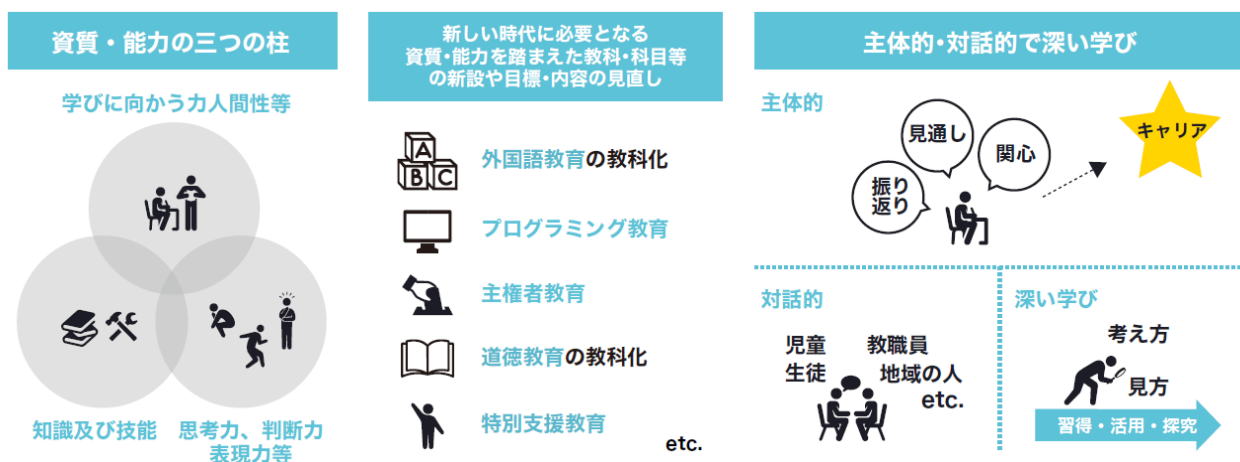 資質・能力の三つの柱
学びに向かう力人間性等
知識及び技能
思考力、判断力
表現力等
新しい時代に必要となる
資質・能力を踏まえた教科・科目等
の新設や目標・内容の見直し
A
B C
外国語教育の教科化
プログラミング教育
主権者教育
道徳教育の教科化
特別支援教育
etc.
主体的・対話的で深い学び
主体的
見通し
関心
振り
返り
キャリア
対話的
児童
生徒
教職員
地域の人
etc.
深い学び
考え方
見方
習得・活用・探究